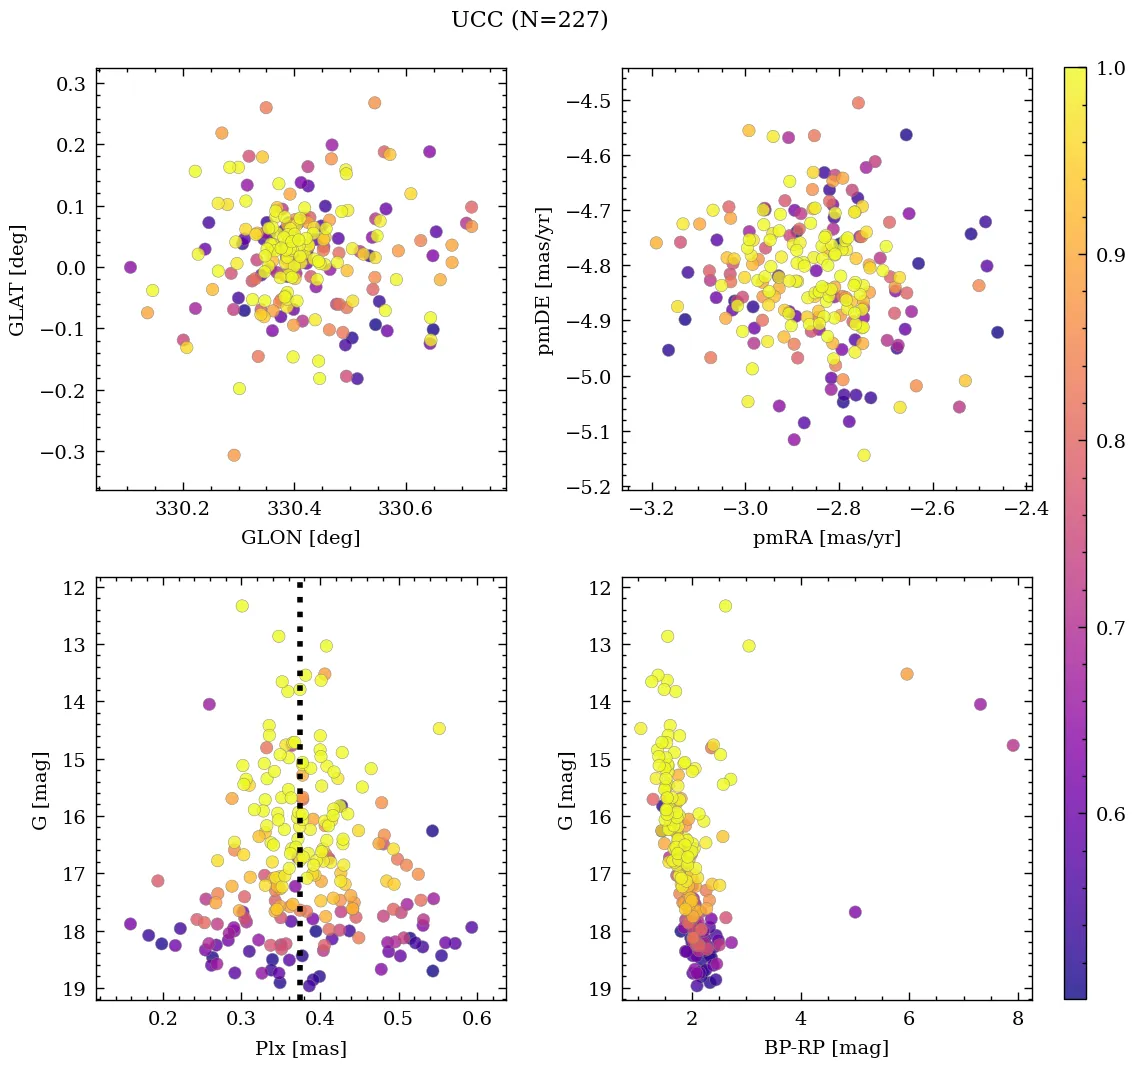 UCC (N=227)
0.3
0.2
0.1
0.0
−0.1
−0.2
−0.3
GLAT [deg]
330.2 330.4 330.6
GLON [deg]
−4.5
−4.6
−4.7
−4.8
−4.9
−5.0
−5.1
−5.2
pmDE [mas/yr]
−3.2 −3.0 −2.8 −2.6 −2.4
pmRA [mas/yr]
12
13
14
15
16
17
18
19
G [mag]
0.2 0.3 0.4 0.5 0.6
Plx [mas]
12
13
14
15
16
17
18
19
G [mag]
2 4 6 8
BP-RP [mag]
1.0
0.9
0.8
0.7
0.6